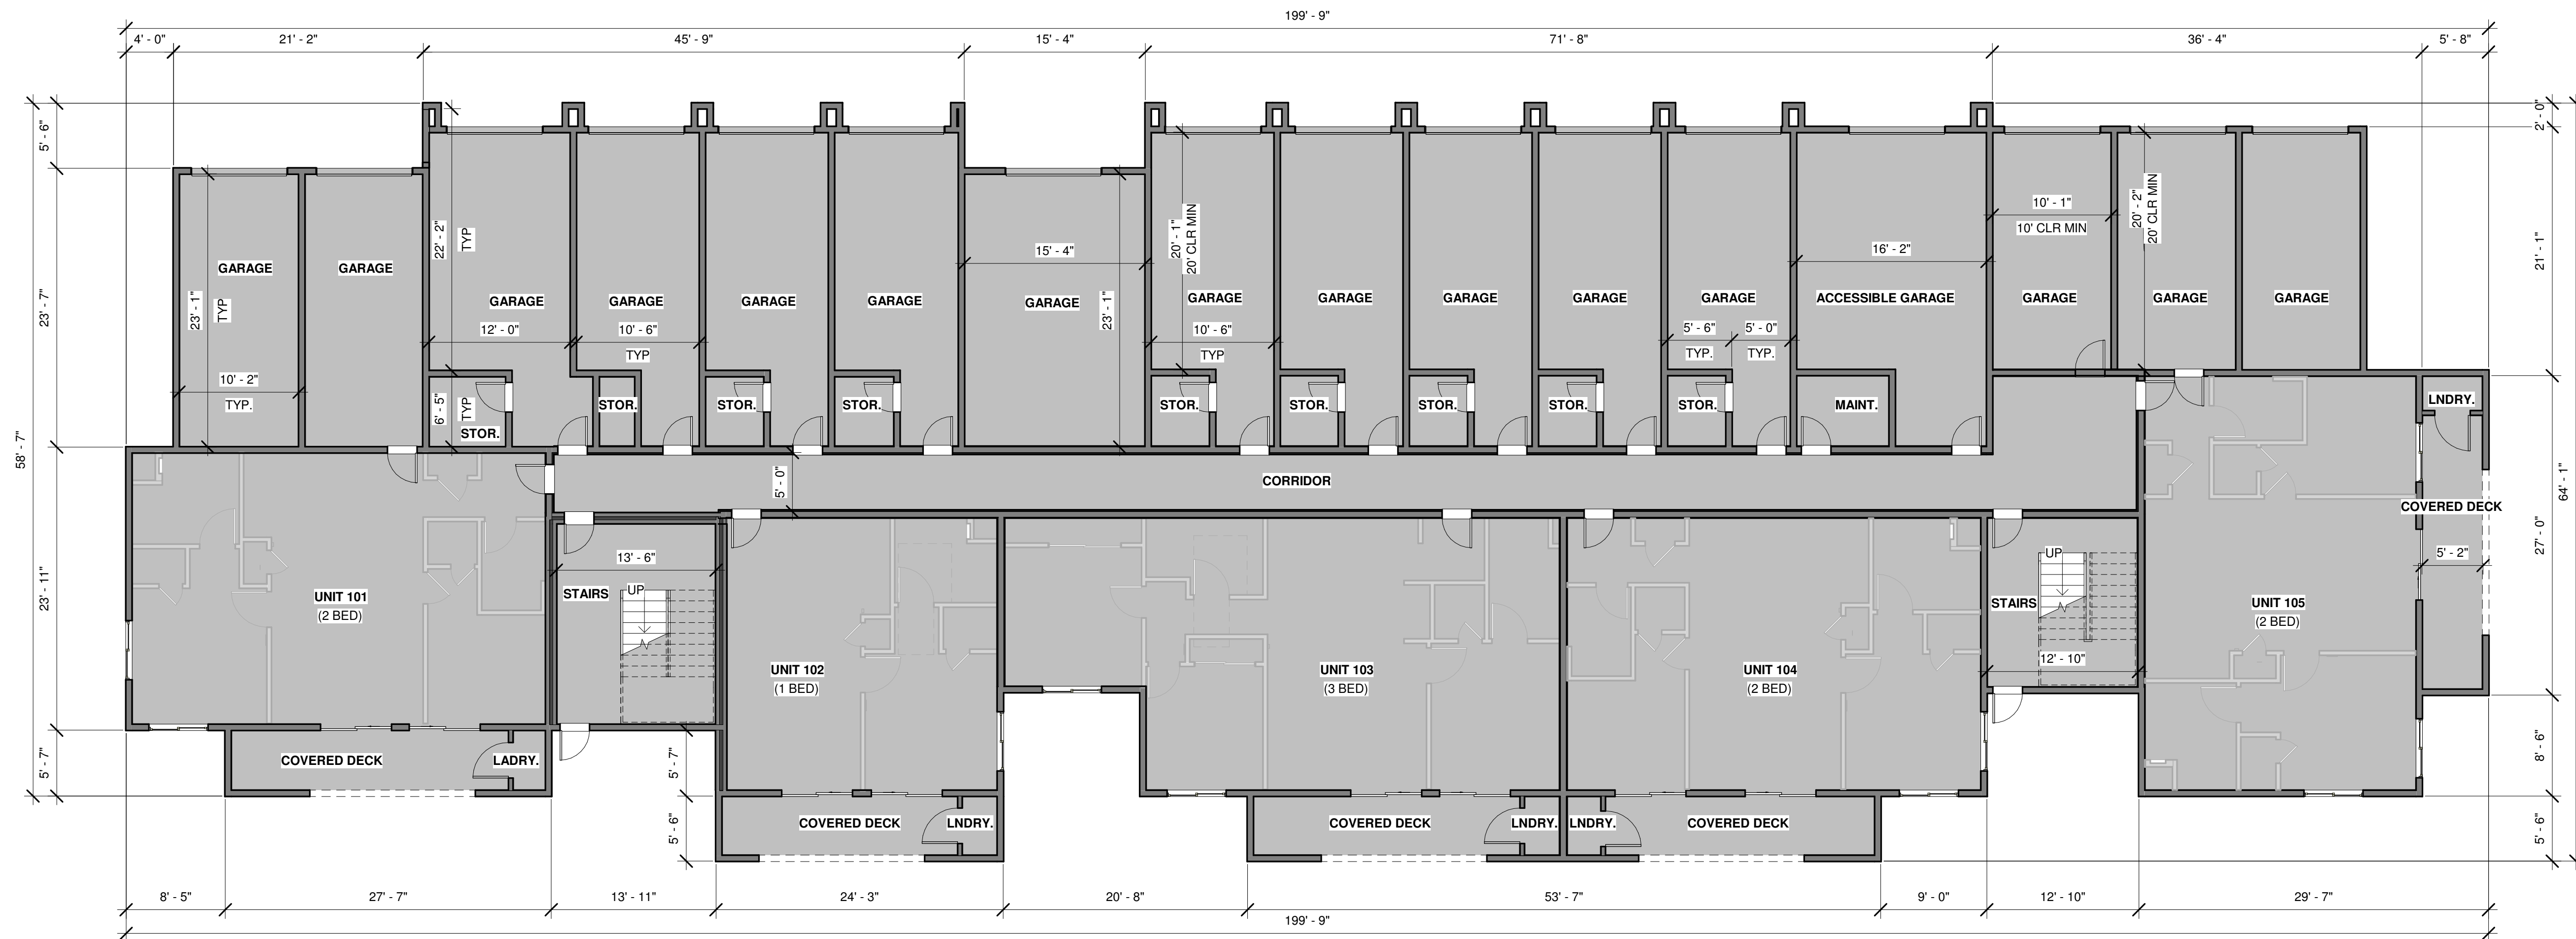 199' - 9"
4' - 0"
21' - 2"
45' - 9"
15' - 4"
71' - 8"
36' - 4"
5' - 8"
5' - 6"
2' - 0"
23' - 7"
58' - 7"
23' - 11"
5' - 7"
21' - 1"
64' - 1"
27' - 0"
8' - 6"
5' - 6"
GARAGE
23' - 1"
TYP
10' - 2"
TYP.
GARAGE
22' - 2"
TYP
GARAGE
12' - 0"
6' - 5"
TYP
STOR.
GARAGE
10' - 6"
TYP
STOR.
GARAGE
STOR.
GARAGE
STOR.
15' - 4"
GARAGE
23' - 1"
20' - 1"
20' CLR MIN
GARAGE
10' - 6"
TYP
STOR.
GARAGE
STOR.
GARAGE
STOR.
GARAGE
STOR.
GARAGE
5' - 6"
5' - 0"
TYP.
TYP.
STOR.
16' - 2"
ACCESSIBLE GARAGE
MAINT.
10' - 1"
10' CLR MIN
GARAGE
20' - 2"
20' CLR MIN
GARAGE
GARAGE
LNDRY.
5' - 0"
CORRIDOR
COVERED DECK
5' - 2"
UNIT 101
(2 BED)
13' - 6"
STAIRS
UP
UNIT 102
(1 BED)
UNIT 103
(3 BED)
UNIT 104
(2 BED)
UP
STAIRS
12' - 10"
UNIT 105
(2 BED)
COVERED DECK
LADRY.
5' - 7"
5' - 6"
COVERED DECK
LNDRY.
COVERED DECK
LNDRY.
LNDRY.
COVERED DECK
8' - 5"
27' - 7"
13' - 11"
24' - 3"
20' - 8"
53' - 7"
9' - 0"
12' - 10"
29' - 7"
199' - 9"